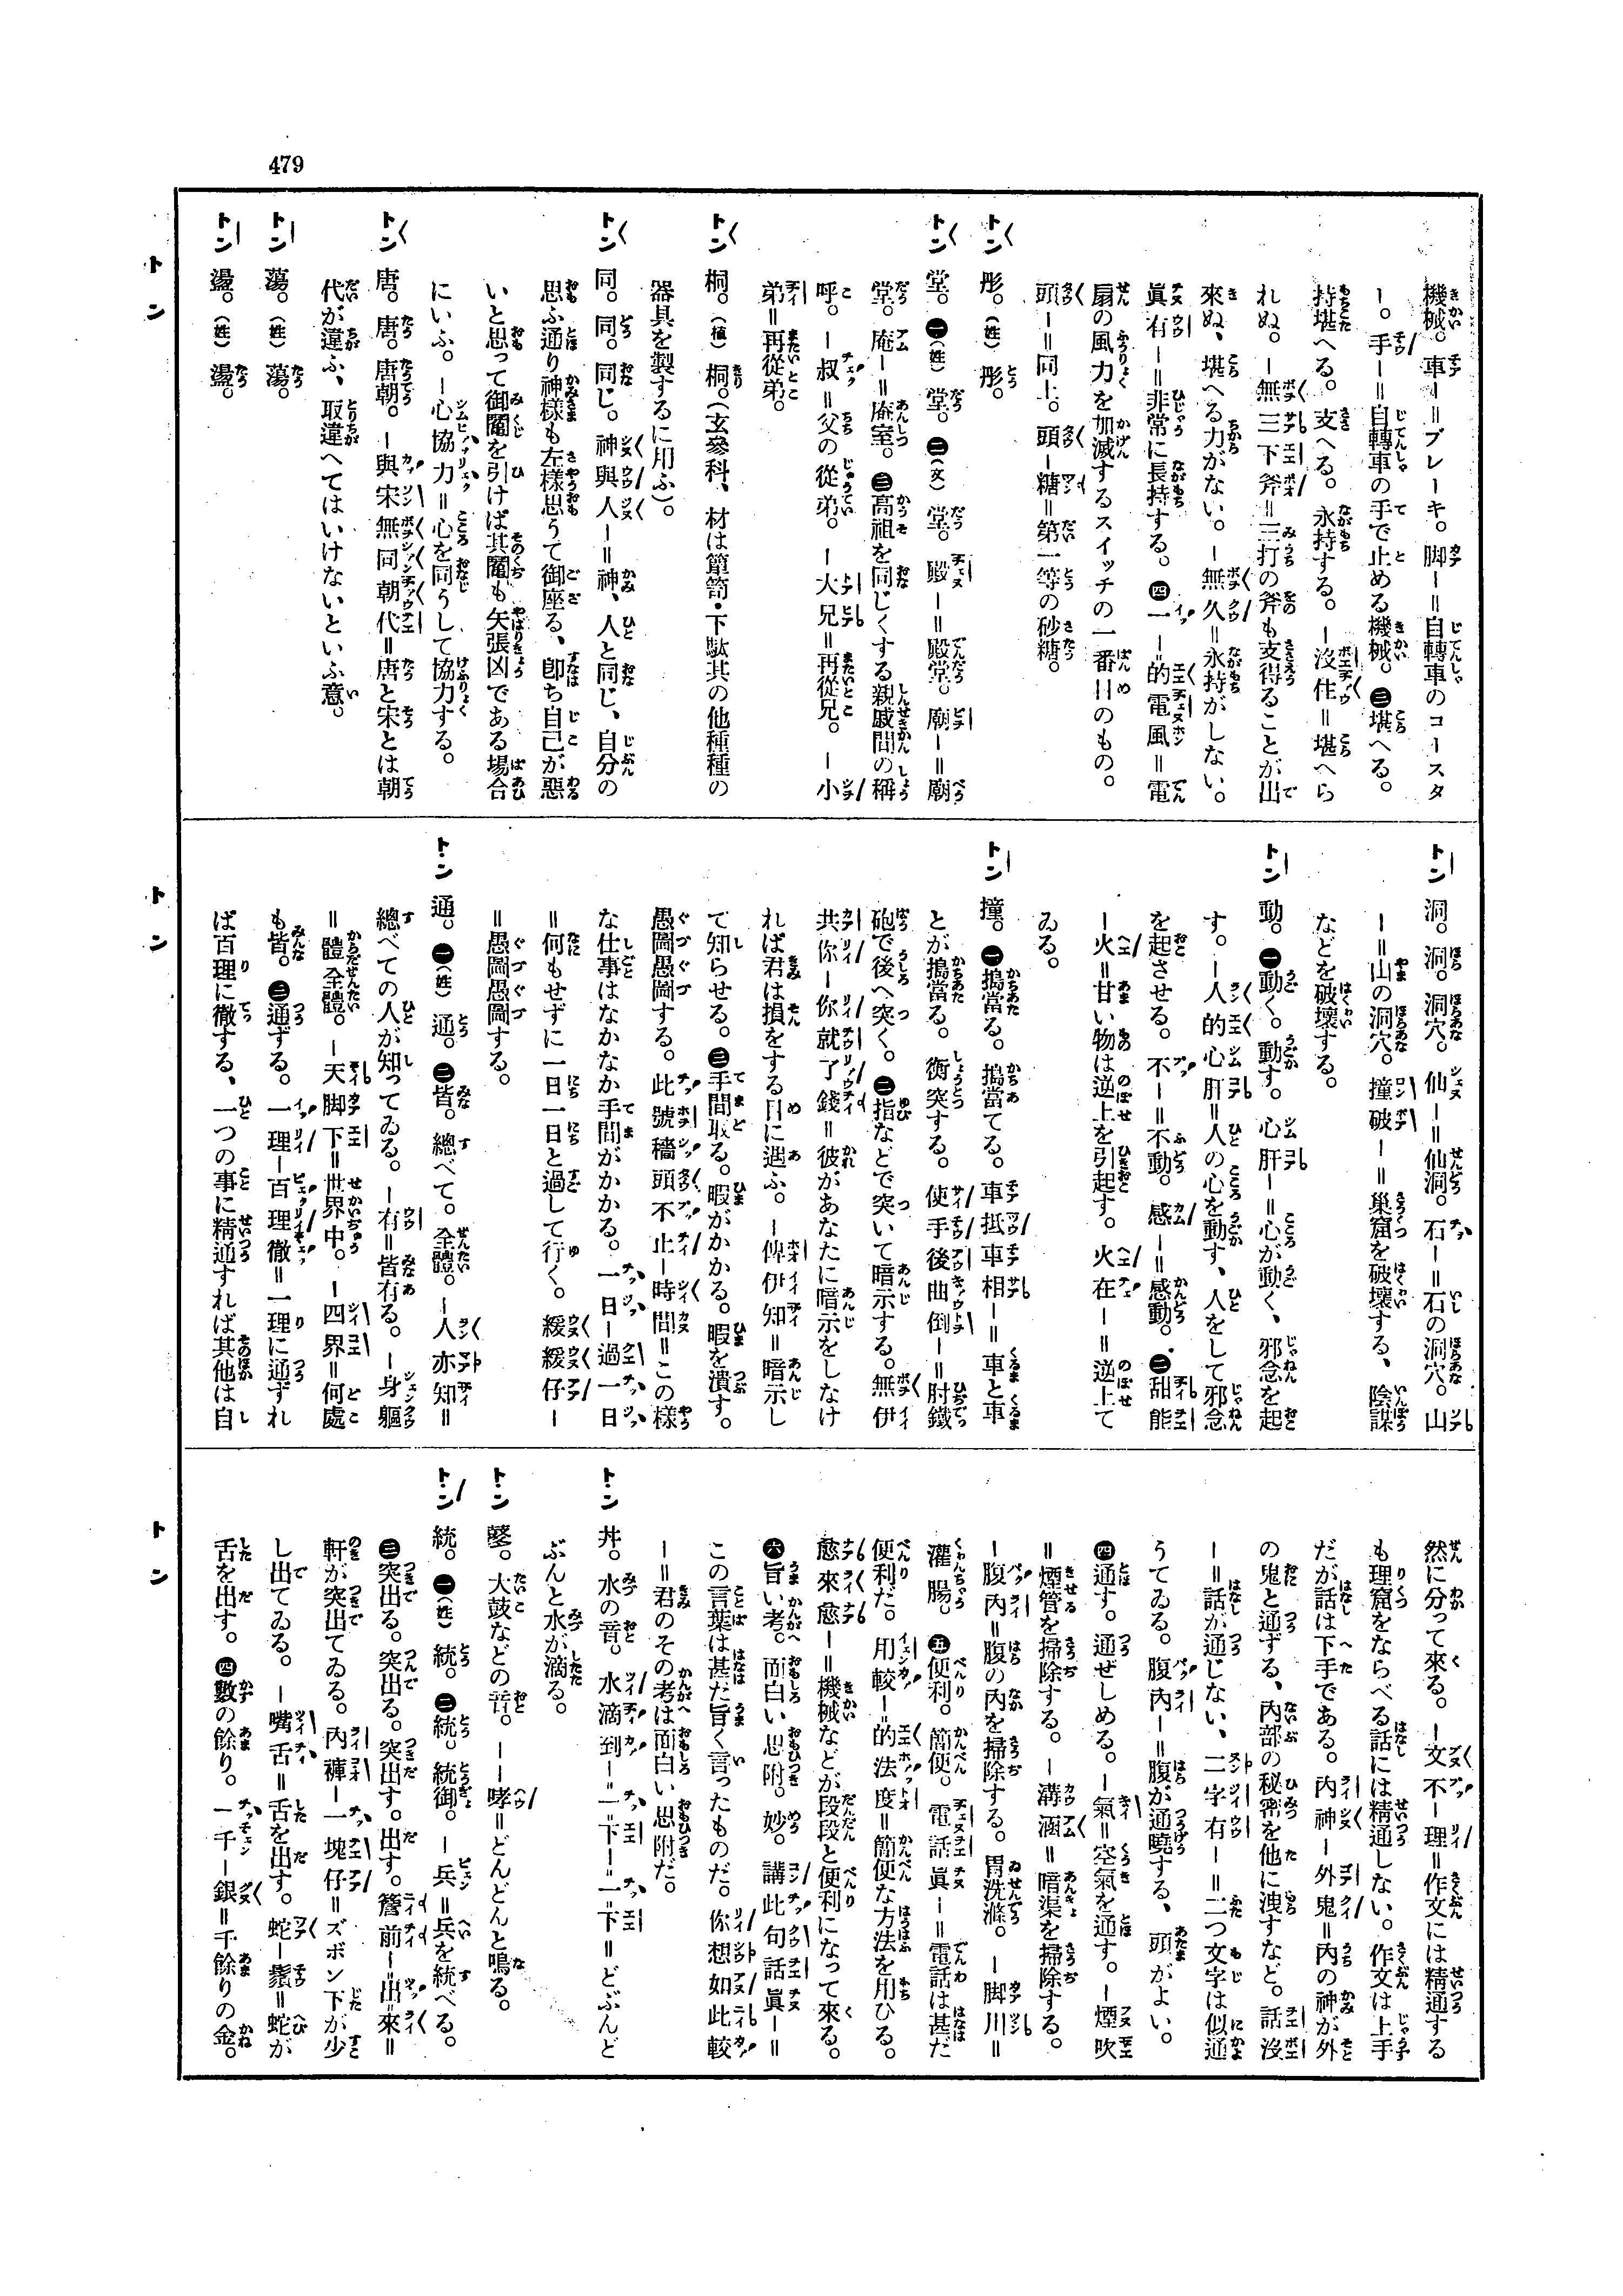 479
機械。車ー＝ブレーキ。脚ー＝自轉車のコースタ
ー。手ー＝自轉車の手で止める機械。㊂堪へる。
持堪へる。支へる。永持する。ー沒住＝堪へら
れぬ。ー無三下斧＝三打の斧も支得ることが出
來ぬ、堪へる力がない。ー無久＝永持がしない。
眞有ー＝非常に長持する。㊃一ー＝的電風＝電
扇の風力を加減するスイッチの一番目のもの。
頭ー＝同上。頭ー糖＝第一等の砂糖。
トン 彤。（姓）彤。
トン 堂。㊀（姓）堂。㊁（文）堂。殿ー＝殿堂。廟ー＝廟
堂。庵ー＝庵室。㊂高祖を同じくする親戚間の稱
呼。ー叔＝父の從弟。ー大兄＝再從兄。ー小
弟＝再從弟。
トン 桐。（植）桐。（玄參科、材は簞笥・下駄其の他種種の
器具を製するに用ふ）。
トン 同。同。同じ。神與人ー＝神、人と同じ、自分の
思ふ通り神樣も左樣思うて御座る、卽ち自己が惡
いと思って御鬮を引けば其鬮も矢張凶である場合
にいふ。ー心協力＝心を同うして協力する。
トン 唐。唐。唐朝。ー與宋無同朝代＝唐と宋とは朝
代が違ふ、取違へてはいけないといふ意。
トン 蕩。（姓）蕩。
トン 盪。（姓）盪。
トン 洞。洞。洞穴。仙ー＝仙洞。石ー＝石の洞穴。山
ー＝山の洞穴。撞破ー＝巢窟を破壞する、陰謀
などを破壞する。
トン 動。㊀動く。動す。心肝ー＝心が動く、邪念を起
す。ー人的心肝＝人の心を動す、人をして邪念
を起させる。不ー＝不動。感ー＝感動。㊁甜能
ー火＝甘い物は逆上を引起す。火在ー＝逆上て
ゐる。
トン 撞。㊀搗當る。搗當てる。車抵車相ー＝車と車
とが搗當る。衝突する。使手後曲倒ー＝肘鐵
砲で後へ突く。㊁指などで突いて暗示する。無伊
共你ー你就了錢＝彼があなたに暗示をしなけ
れば君は損をする目に遇ふ。ー俾伊知＝暗示し
て知らせる。㊂手間取る。暇がかかる。暇を潰す。
愚圖愚圖する。此號穡頭不止ー時間＝この樣
な仕事はなかなか手間がかかる。一日ー過一日
＝何もせずに一日一日と過して行く。緩緩仔ー
＝愚圖愚圖する。
トン 通。㊀（姓）通。㊁皆。總べて。全體。ー人亦知＝
總べての人が知ってゐる。ー有＝皆有る。ー身軀
＝體全體。ー天脚下＝世界中。ー四界＝何處
も皆。㊂通ずる。一理ー百理徹＝一理に通ずれ
ば百理に徹する、一つの事に精通すれば其他は自
然に分って來る。ー文不ー理＝作文には精通する
も理窟をならべる話には精通しない。作文は上手
だが話は下手である。內神ー外鬼＝內の神が外
の鬼と通ずる、內部の秘密を他に洩すなど。話沒
ー＝話が通じない、二字有ー＝二つ文字は似通
うてゐる。腹內ー＝腹が通曉する、頭がよい。
㊃通す。通ぜしめる。ー氣＝空氣を通す。ー煙吹
＝煙管を掃除する。ー溝涵＝暗渠を掃除する。
ー腹內＝腹の內を掃除する。胃洗滌。ー脚川＝
灌腸。㊄便利。簡便。電話眞ー＝電話は甚だ
便利だ。用較ー的法度＝簡便な方法を用ひる。
愈來愈ー＝機械などが段段と便利になって來る。
㊅旨い考。面白い思附。妙。講此句話眞ー＝
この言葉は甚だ旨く言ったものだ。你想如此較
ー＝君のその考は面白い思附だ。
トン 丼。水の音。水滴到ー＝一下ー＝一下＝どぶんど
ぶんと水が滴る。
トン 鼕。大鼓などの音。ーー哮＝どんどんと鳴る。
トン 統。㊀（姓）統。㊁統。統御。ー兵＝兵を統べる。
㊂突出る。突出る。突出す。出す。簷前ー出來＝
軒が突出てゐる。內褲ー一塊仔＝ズボン下が少
し出てゐる。ー嘴舌＝舌を出す。蛇ー鬚＝蛇が
舌を出す。㊃數の餘り。一千ー銀＝千餘りの金。
トン
トン
トン